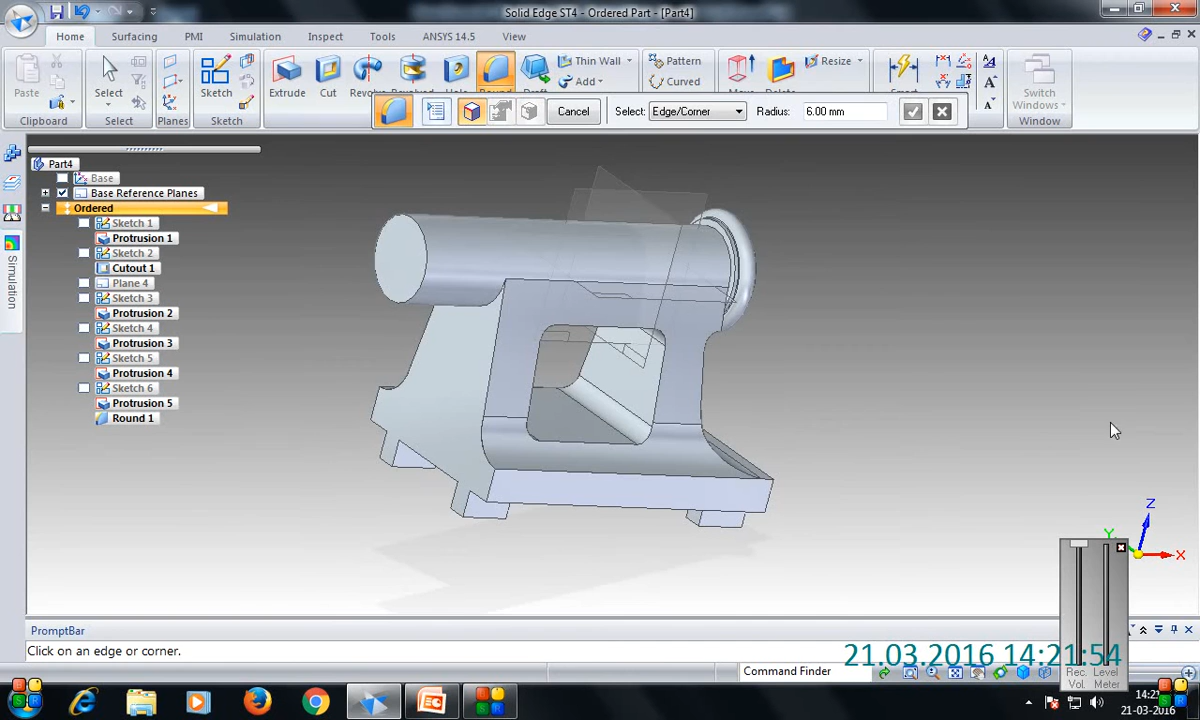 Solid Edge ST4 - Ordered Part - [Part4]
Home Surfacing PMI Simulation Inspect Tools ANSYS 14.5 View
Thin Wall Pattern Resize
Add Curved
Paste Select Sketch Extrude Cut Hole
Switch Windows
Clipboard Select Planes Sketch Window
Cancel Select: Edge/Corner Radius: 6.00 mm
Part4
Base
Base Reference Planes
Ordered
Sketch 1
Protrusion 1
Sketch 2
Cutout 1
Plane 4
Sketch 3
Protrusion 2
Sketch 4
Protrusion 3
Sketch 5
Protrusion 4
Sketch 6
Protrusion 5
Round 1
Simulation
Z
Y
X
PromptBar
Click on an edge or corner.
21.03.2016 14:21:54
Command Finder
Rec. Vol. Level Meter
21-03-2016